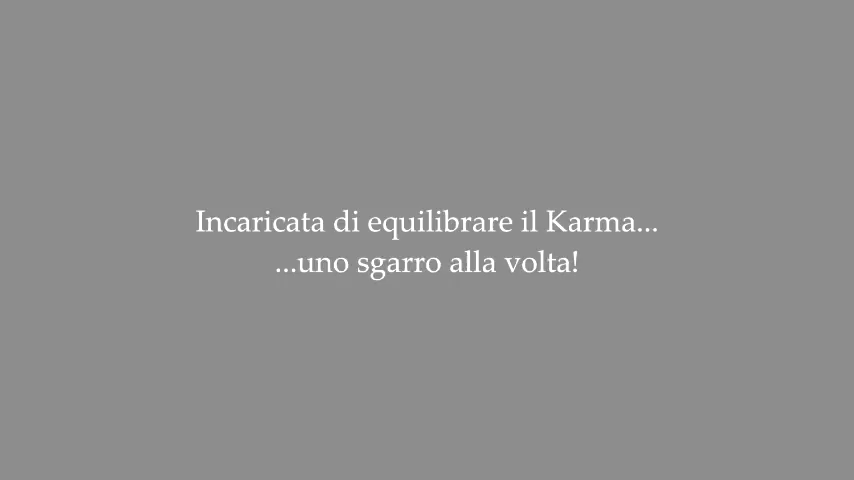 Incaricata di equilibrare il Karma...
...uno sgarro alla volta!